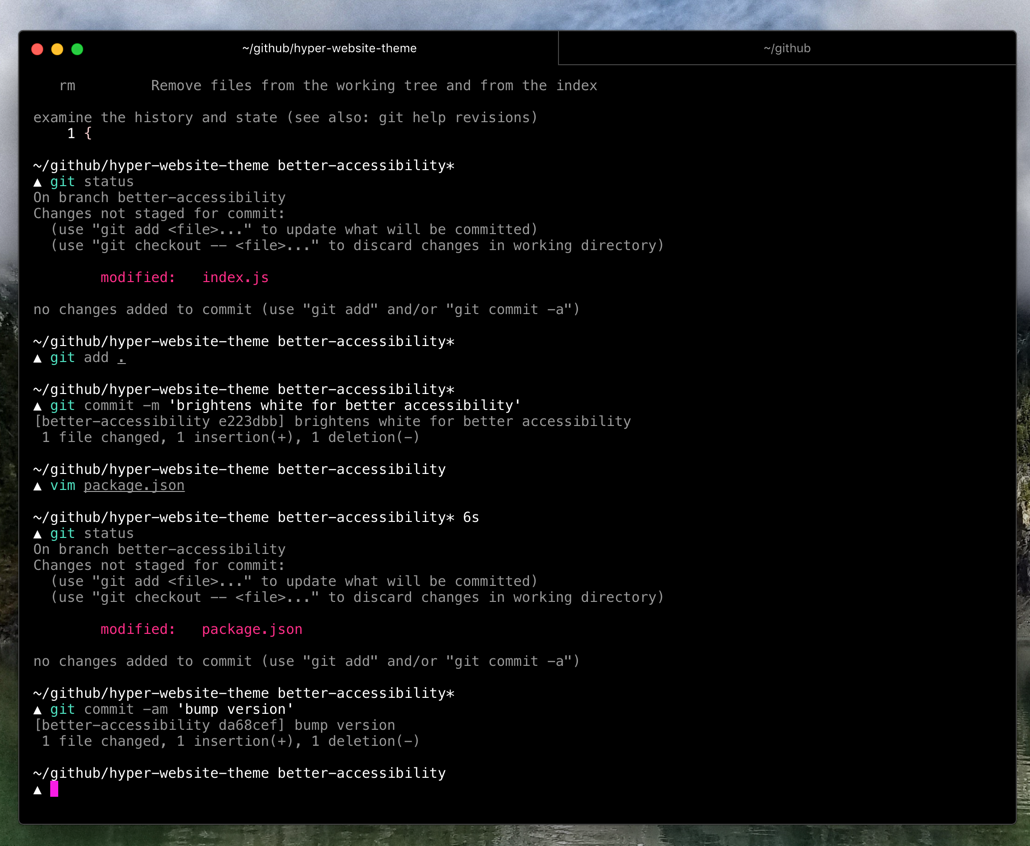 ~/github/hyper-website-theme
~/github
rm Remove files from the working tree and from the index
examine the history and state (see also: git help revisions)
1 {
~/github/hyper-website-theme better-accessibility*
▲ git status
On branch better-accessibility
Changes not staged for commit:
(use "git add <file>..." to update what will be committed)
(use "git checkout -- <file>..." to discard changes in working directory)
modified: index.js
no changes added to commit (use "git add" and/or "git commit -a")
~/github/hyper-website-theme better-accessibility*
▲ git add .
~/github/hyper-website-theme better-accessibility*
▲ git commit -m 'brightens white for better accessibility'
[better-accessibility e223dbb] brightens white for better accessibility
1 file changed, 1 insertion(+), 1 deletion(-)
~/github/hyper-website-theme better-accessibility
▲ vim package.json
~/github/hyper-website-theme better-accessibility* 6s
▲ git status
On branch better-accessibility
Changes not staged for commit:
(use "git add <file>..." to update what will be committed)
(use "git checkout -- <file>..." to discard changes in working directory)
modified: package.json
no changes added to commit (use "git add" and/or "git commit -a")
~/github/hyper-website-theme better-accessibility*
▲ git commit -am 'bump version'
[better-accessibility da68cef] bump version
1 file changed, 1 insertion(+), 1 deletion(-)
~/github/hyper-website-theme better-accessibility
▲